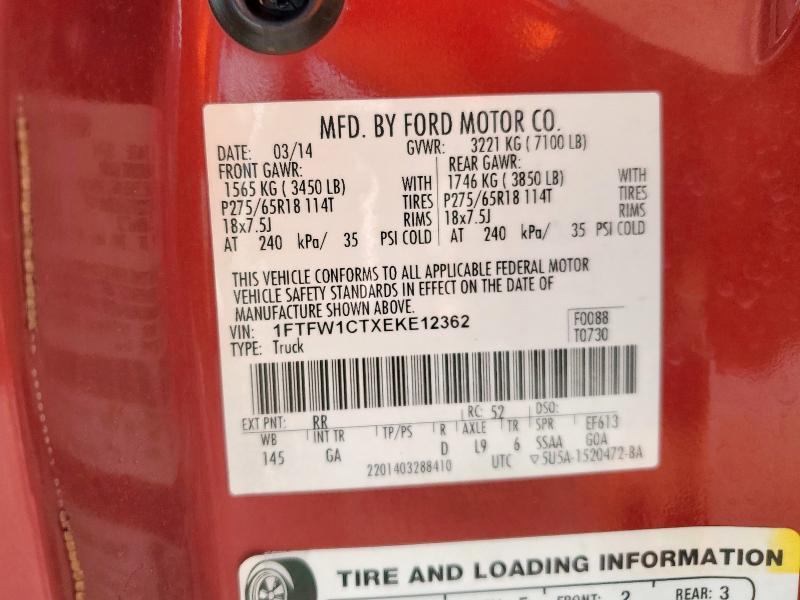 MFD. BY FORD MOTOR CO.
DATE: 03/14 GVWR: 3221 KG ( 7100 LB)
FRONT GAWR: REAR GAWR:
1565 KG ( 3450 LB) WITH 1746 KG ( 3850 LB) WITH
P275/65R18 114T TIRES P275/65R18 114T TIRES
18x7.5J RIMS 18x7.5J RIMS
AT 240 kPa/ 35 PSI COLD AT 240 kPa/ 35 PSI COLD
THIS VEHICLE CONFORMS TO ALL APPLICABLE FEDERAL MOTOR
VEHICLE SAFETY STANDARDS IN EFFECT ON THE DATE OF
MANUFACTURE SHOWN ABOVE.
VIN: 1FTFW1CTXEKE12362 F0088
TYPE: Truck T0730
EXT PNT: RR RC: 52 DSO:
WB INT TR TP/PS R AXLE TR SPR EF613
145 GA D L9 6 SSAA GOA
2201403288410 UTC ▽5U5A-1520472-BA
TIRE AND LOADING INFORMATION
FRONT: 2 REAR: 3